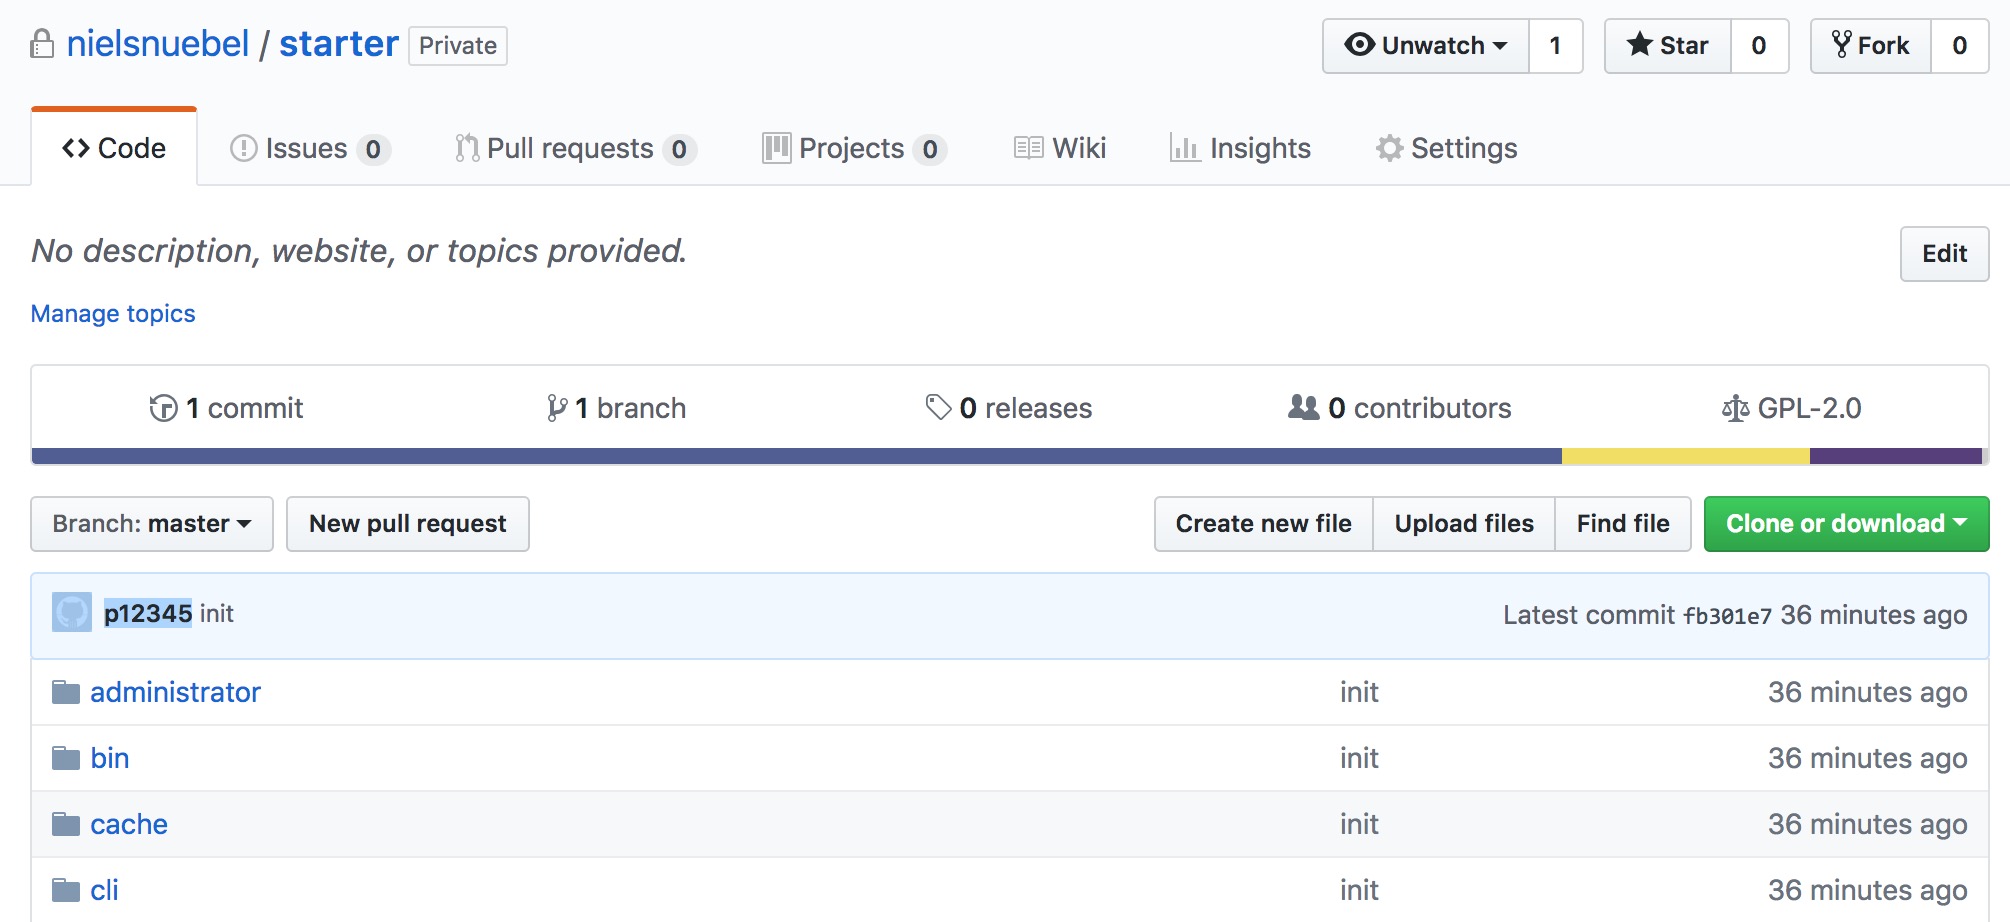 nielsnuebel / starter Private Unwatch 1 Star 0 Fork 0
Code Issues 0 Pull requests 0 Projects 0 Wiki Insights Settings
No description, website, or topics provided. Edit
Manage topics
1 commit 1 branch 0 releases 0 contributors GPL-2.0
Branch: master New pull request Create new file Upload files Find file Clone or download
p12345 init Latest commit fb301e7 36 minutes ago
administrator init 36 minutes ago
bin init 36 minutes ago
cache init 36 minutes ago
cli init 36 minutes ago